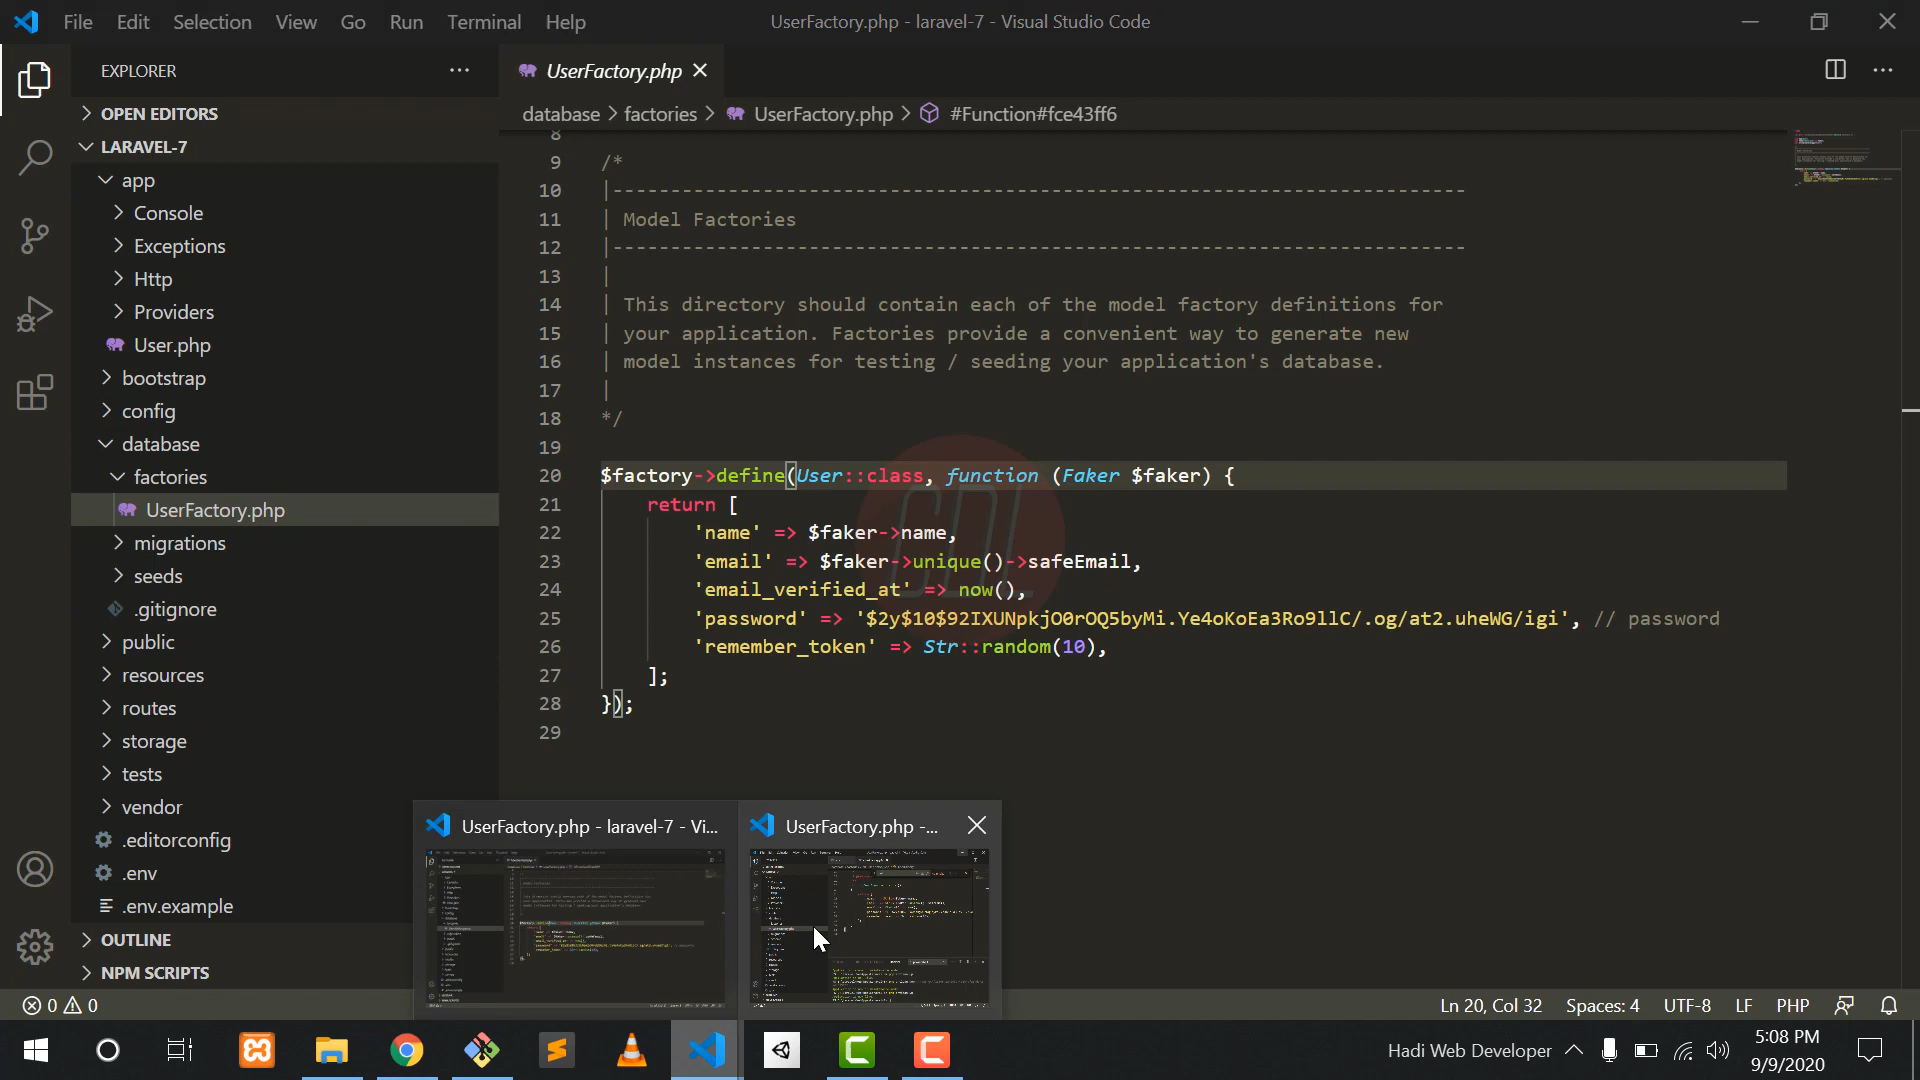 File Edit Selection View Go Run Terminal Help
UserFactory.php - laravel-7 - Visual Studio Code
EXPLORER
OPEN EDITORS
LARAVEL-7
app
Console
Exceptions
Http
Providers
User.php
bootstrap
config
database
factories
UserFactory.php
migrations
seeds
.gitignore
public
resources
routes
storage
tests
vendor
.editorconfig
.env
.env.example
OUTLINE
NPM SCRIPTS
UserFactory.php
database > factories > UserFactory.php > #Function#fce43ff6
8
9 /*
10 |--------------------------------------------------------------------------
11 | Model Factories
12 |--------------------------------------------------------------------------
13 |
14 | This directory should contain each of the model factory definitions for
15 | your application. Factories provide a convenient way to generate new
16 | model instances for testing / seeding your application's database.
17 |
18 */
19
20 $factory->define(User::class, function (Faker $faker) {
21 return [
22 'name' => $faker->name,
23 'email' => $faker->unique()->safeEmail,
24 'email_verified_at' => now(),
25 'password' => '$2y$10$92IXUNpkjO0rOQ5byMi.Ye4oKoEa3Ro9llC/.og/at2.uheWG/igi', // password
26 'remember_token' => Str::random(10),
27 ];
28 });
29
UserFactory.php - laravel-7 - Vi...
UserFactory.php -...
0 0
Ln 20, Col 32 Spaces: 4 UTF-8 LF PHP
Hadi Web Developer
5:08 PM
9/9/2020